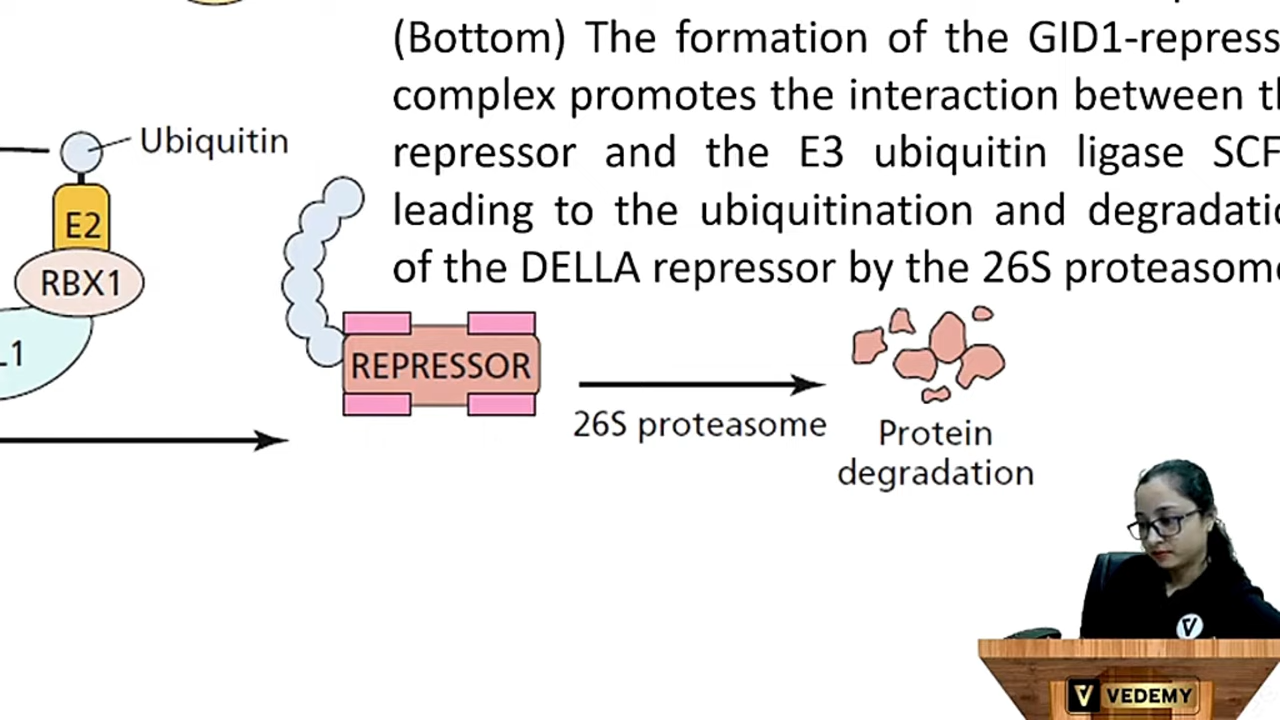 (Bottom) The formation of the GID1-repress
complex promotes the interaction between th
repressor and the E3 ubiquitin ligase SCF
leading to the ubiquitination and degradatio
of the DELLA repressor by the 26S proteasome
Ubiquitin
E2
RBX1
L1
REPRESSOR
26S proteasome
Protein
degradation
V
VEDEMY